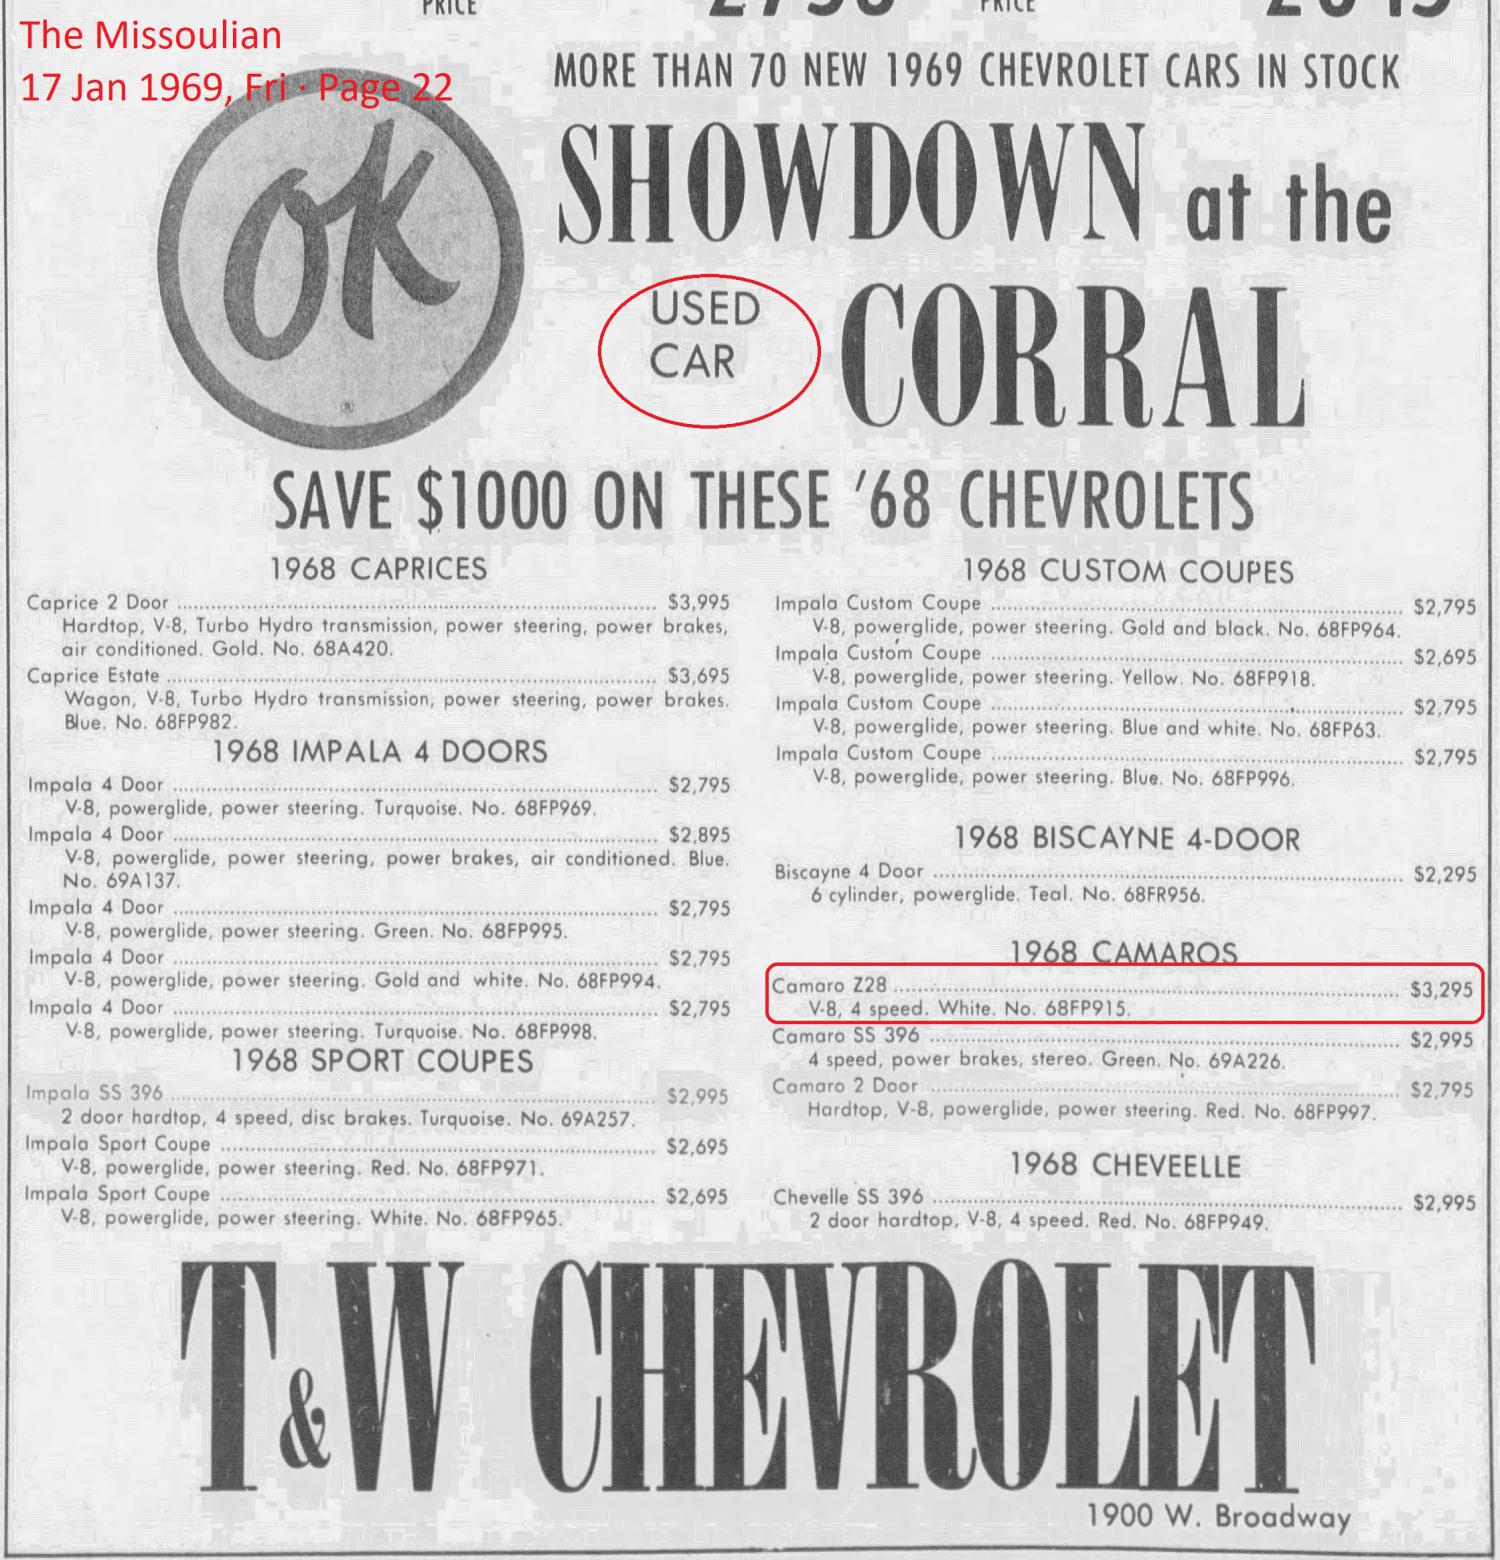 PRICE
PRICE
The Missoulian
17 Jan 1969, Fri · Page 22
MORE THAN 70 NEW 1969 CHEVROLET CARS IN STOCK
OK
®
SHOWDOWN at the
USED
CAR
CORRAL
SAVE $1000 ON THESE '68 CHEVROLETS
1968 CAPRICES
Caprice 2 Door ........ $3,995
Hardtop, V-8, Turbo Hydro transmission, power steering, power brakes,
air conditioned. Gold. No. 68A420.
Caprice Estate ........ $3,695
Wagon, V-8, Turbo Hydro transmission, power steering, power brakes.
Blue. No. 68FP982.
1968 IMPALA 4 DOORS
Impala 4 Door ........ $2,795
V-8, powerglide, power steering. Turquoise. No. 68FP969.
Impala 4 Door ........ $2,895
V-8, powerglide, power steering, power brakes, air conditioned. Blue.
No. 69A137.
Impala 4 Door ........ $2,795
V-8, powerglide, power steering. Green. No. 68FP995.
Impala 4 Door ........ $2,795
V-8, powerglide, power steering. Gold and white. No. 68FP994.
Impala 4 Door ........ $2,795
V-8, powerglide, power steering. Turquoise. No. 68FP998.
1968 SPORT COUPES
Impala SS 396 ........ $2,995
2 door hardtop, 4 speed, disc brakes. Turquoise. No. 69A257.
Impala Sport Coupe ........ $2,695
V-8, powerglide, power steering. Red. No. 68FP971.
Impala Sport Coupe ........ $2,695
V-8, powerglide, power steering. White. No. 68FP965.
1968 CUSTOM COUPES
Impala Custom Coupe ........ $2,795
V-8, powerglide, power steering. Gold and black. No. 68FP964.
Impala Custom Coupe ........ $2,695
V-8, powerglide, power steering. Yellow. No. 68FP918.
Impala Custom Coupe ........ $2,795
V-8, powerglide, power steering. Blue and white. No. 68FP63.
Impala Custom Coupe ........ $2,795
V-8, powerglide, power steering. Blue. No. 68FP996.
1968 BISCAYNE 4-DOOR
Biscayne 4 Door ........ $2,295
6 cylinder, powerglide. Teal. No. 68FR956.
1968 CAMAROS
Camaro Z28 ........ $3,295
V-8, 4 speed. White. No. 68FP915.
Camaro SS 396 ........ $2,995
4 speed, power brakes, stereo. Green. No. 69A226.
Camaro 2 Door ........ $2,795
Hardtop, V-8, powerglide, power steering. Red. No. 68FP997.
1968 CHEVEELLE
Chevelle SS 396 ........ $2,995
2 door hardtop, V-8, 4 speed. Red. No. 68FP949.
T&W CHEVROLET
1900 W. Broadway